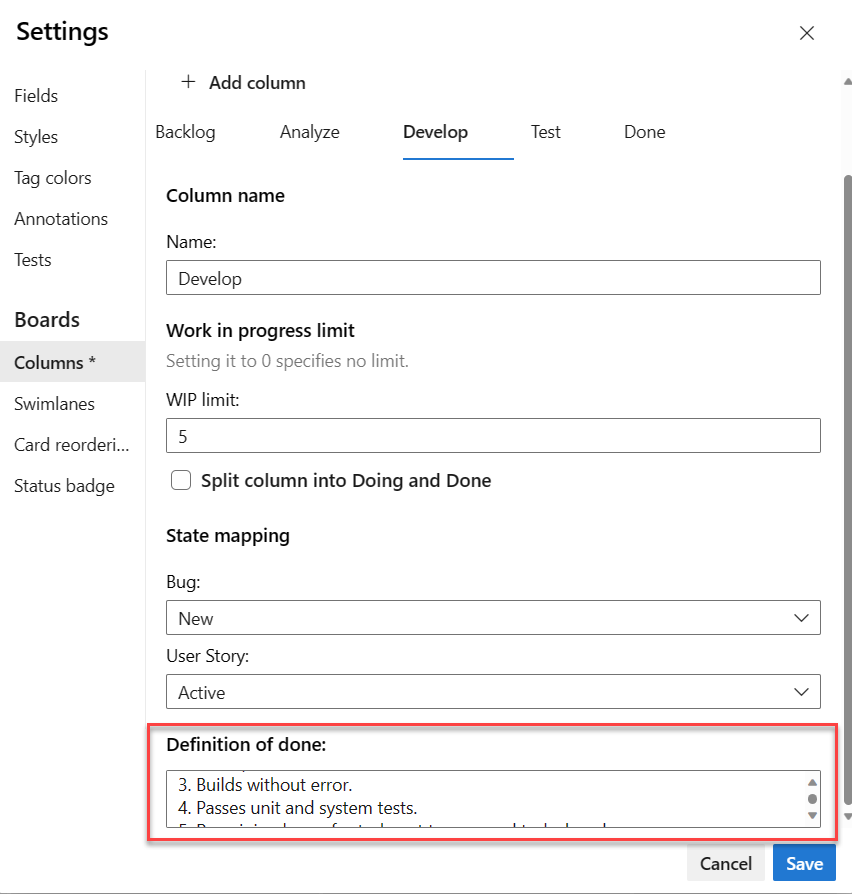 Settings
Fields
Styles
Tag colors
Annotations
Tests
Boards
Columns *
Swimlanes
Card reorderi...
Status badge
+ Add column
Backlog Analyze Develop Test Done
Column name
Name:
Develop
Work in progress limit
Setting it to 0 specifies no limit.
WIP limit:
5
Split column into Doing and Done
State mapping
Bug:
New
User Story:
Active
Definition of done:
3. Builds without error.
4. Passes unit and system tests.
Cancel Save